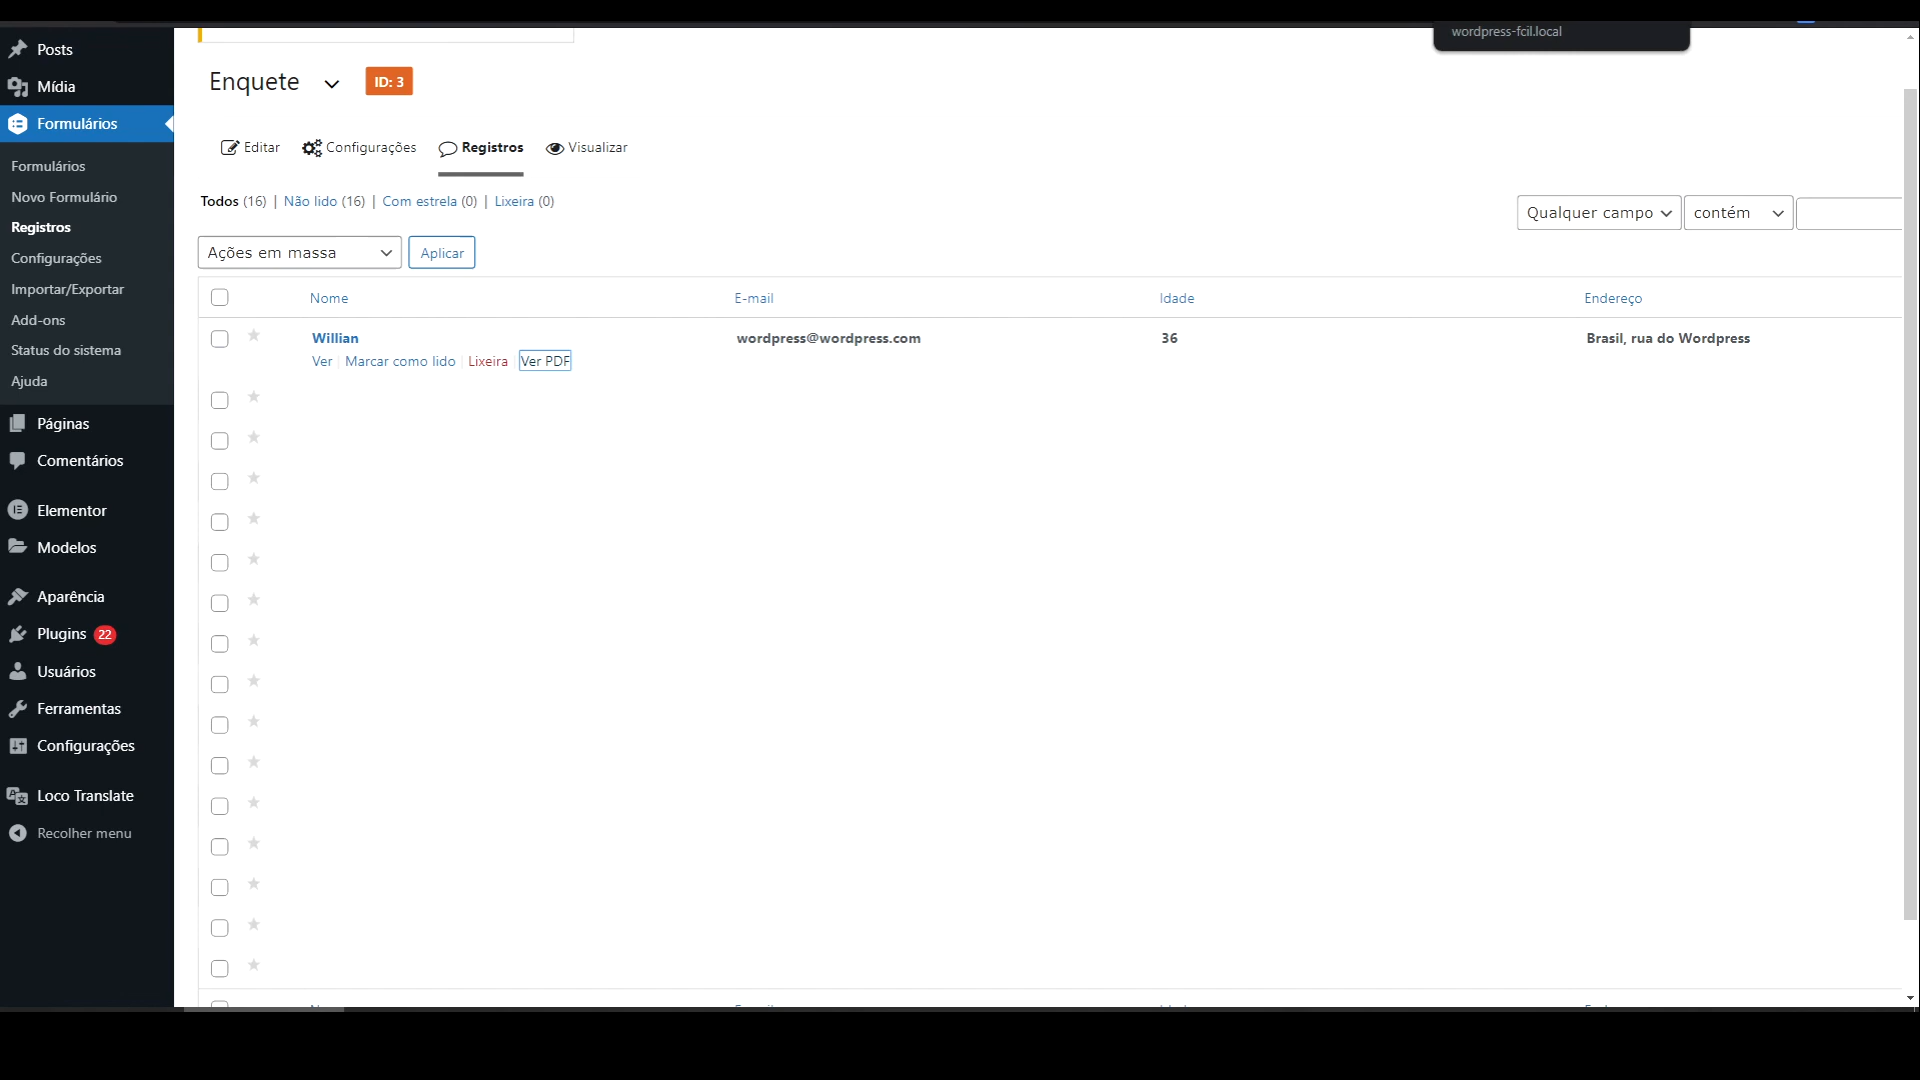 wordpress-fcil.local
Posts
Mídia
Formulários
Formulários
Novo Formulário
Registros
Configurações
Importar/Exportar
Add-ons
Status do sistema
Ajuda
Páginas
Comentários
Elementor
Modelos
Aparência
Plugins 22
Usuários
Ferramentas
Configurações
Loco Translate
Recolher menu
Enquete ID: 3
Editar Configurações Registros Visualizar
Todos (16) | Não lido (16) | Com estrela (0) | Lixeira (0)
Qualquer campo contém
Ações em massa Aplicar
Nome E-mail Idade Endereço
Willian wordpress@wordpress.com 36 Brasil, rua do Wordpress
Ver | Marcar como lido | Lixeira | Ver PDF